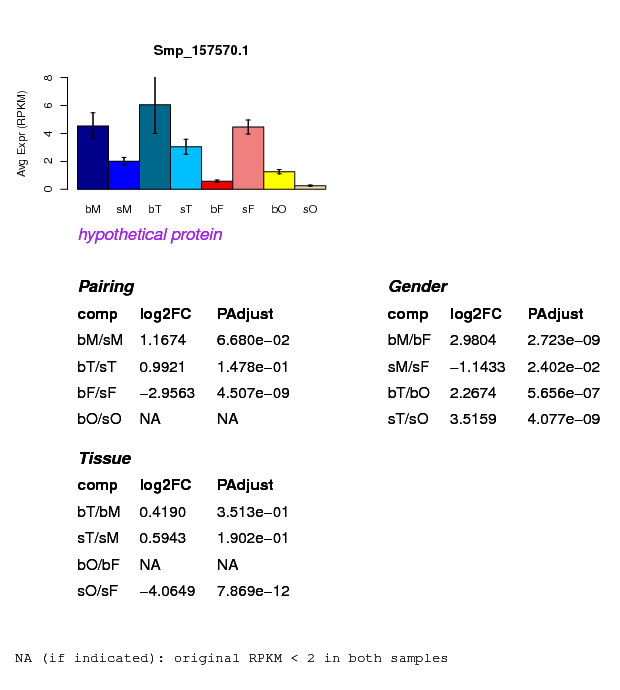 Smp_157570.1
Avg Expr (RPKM)
0 2 4 6 8
bM sM bT sT bF sF bO sO
hypothetical protein
Pairing
comp log2FC PAdjust
bM/sM 1.1674 6.680e−02
bT/sT 0.9921 1.478e−01
bF/sF −2.9563 4.507e−09
bO/sO NA NA
Gender
comp log2FC PAdjust
bM/bF 2.9804 2.723e−09
sM/sF −1.1433 2.402e−02
bT/bO 2.2674 5.656e−07
sT/sO 3.5159 4.077e−09
Tissue
comp log2FC PAdjust
bT/bM 0.4190 3.513e−01
sT/sM 0.5943 1.902e−01
bO/bF NA NA
sO/sF −4.0649 7.869e−12
NA (if indicated): original RPKM < 2 in both samples